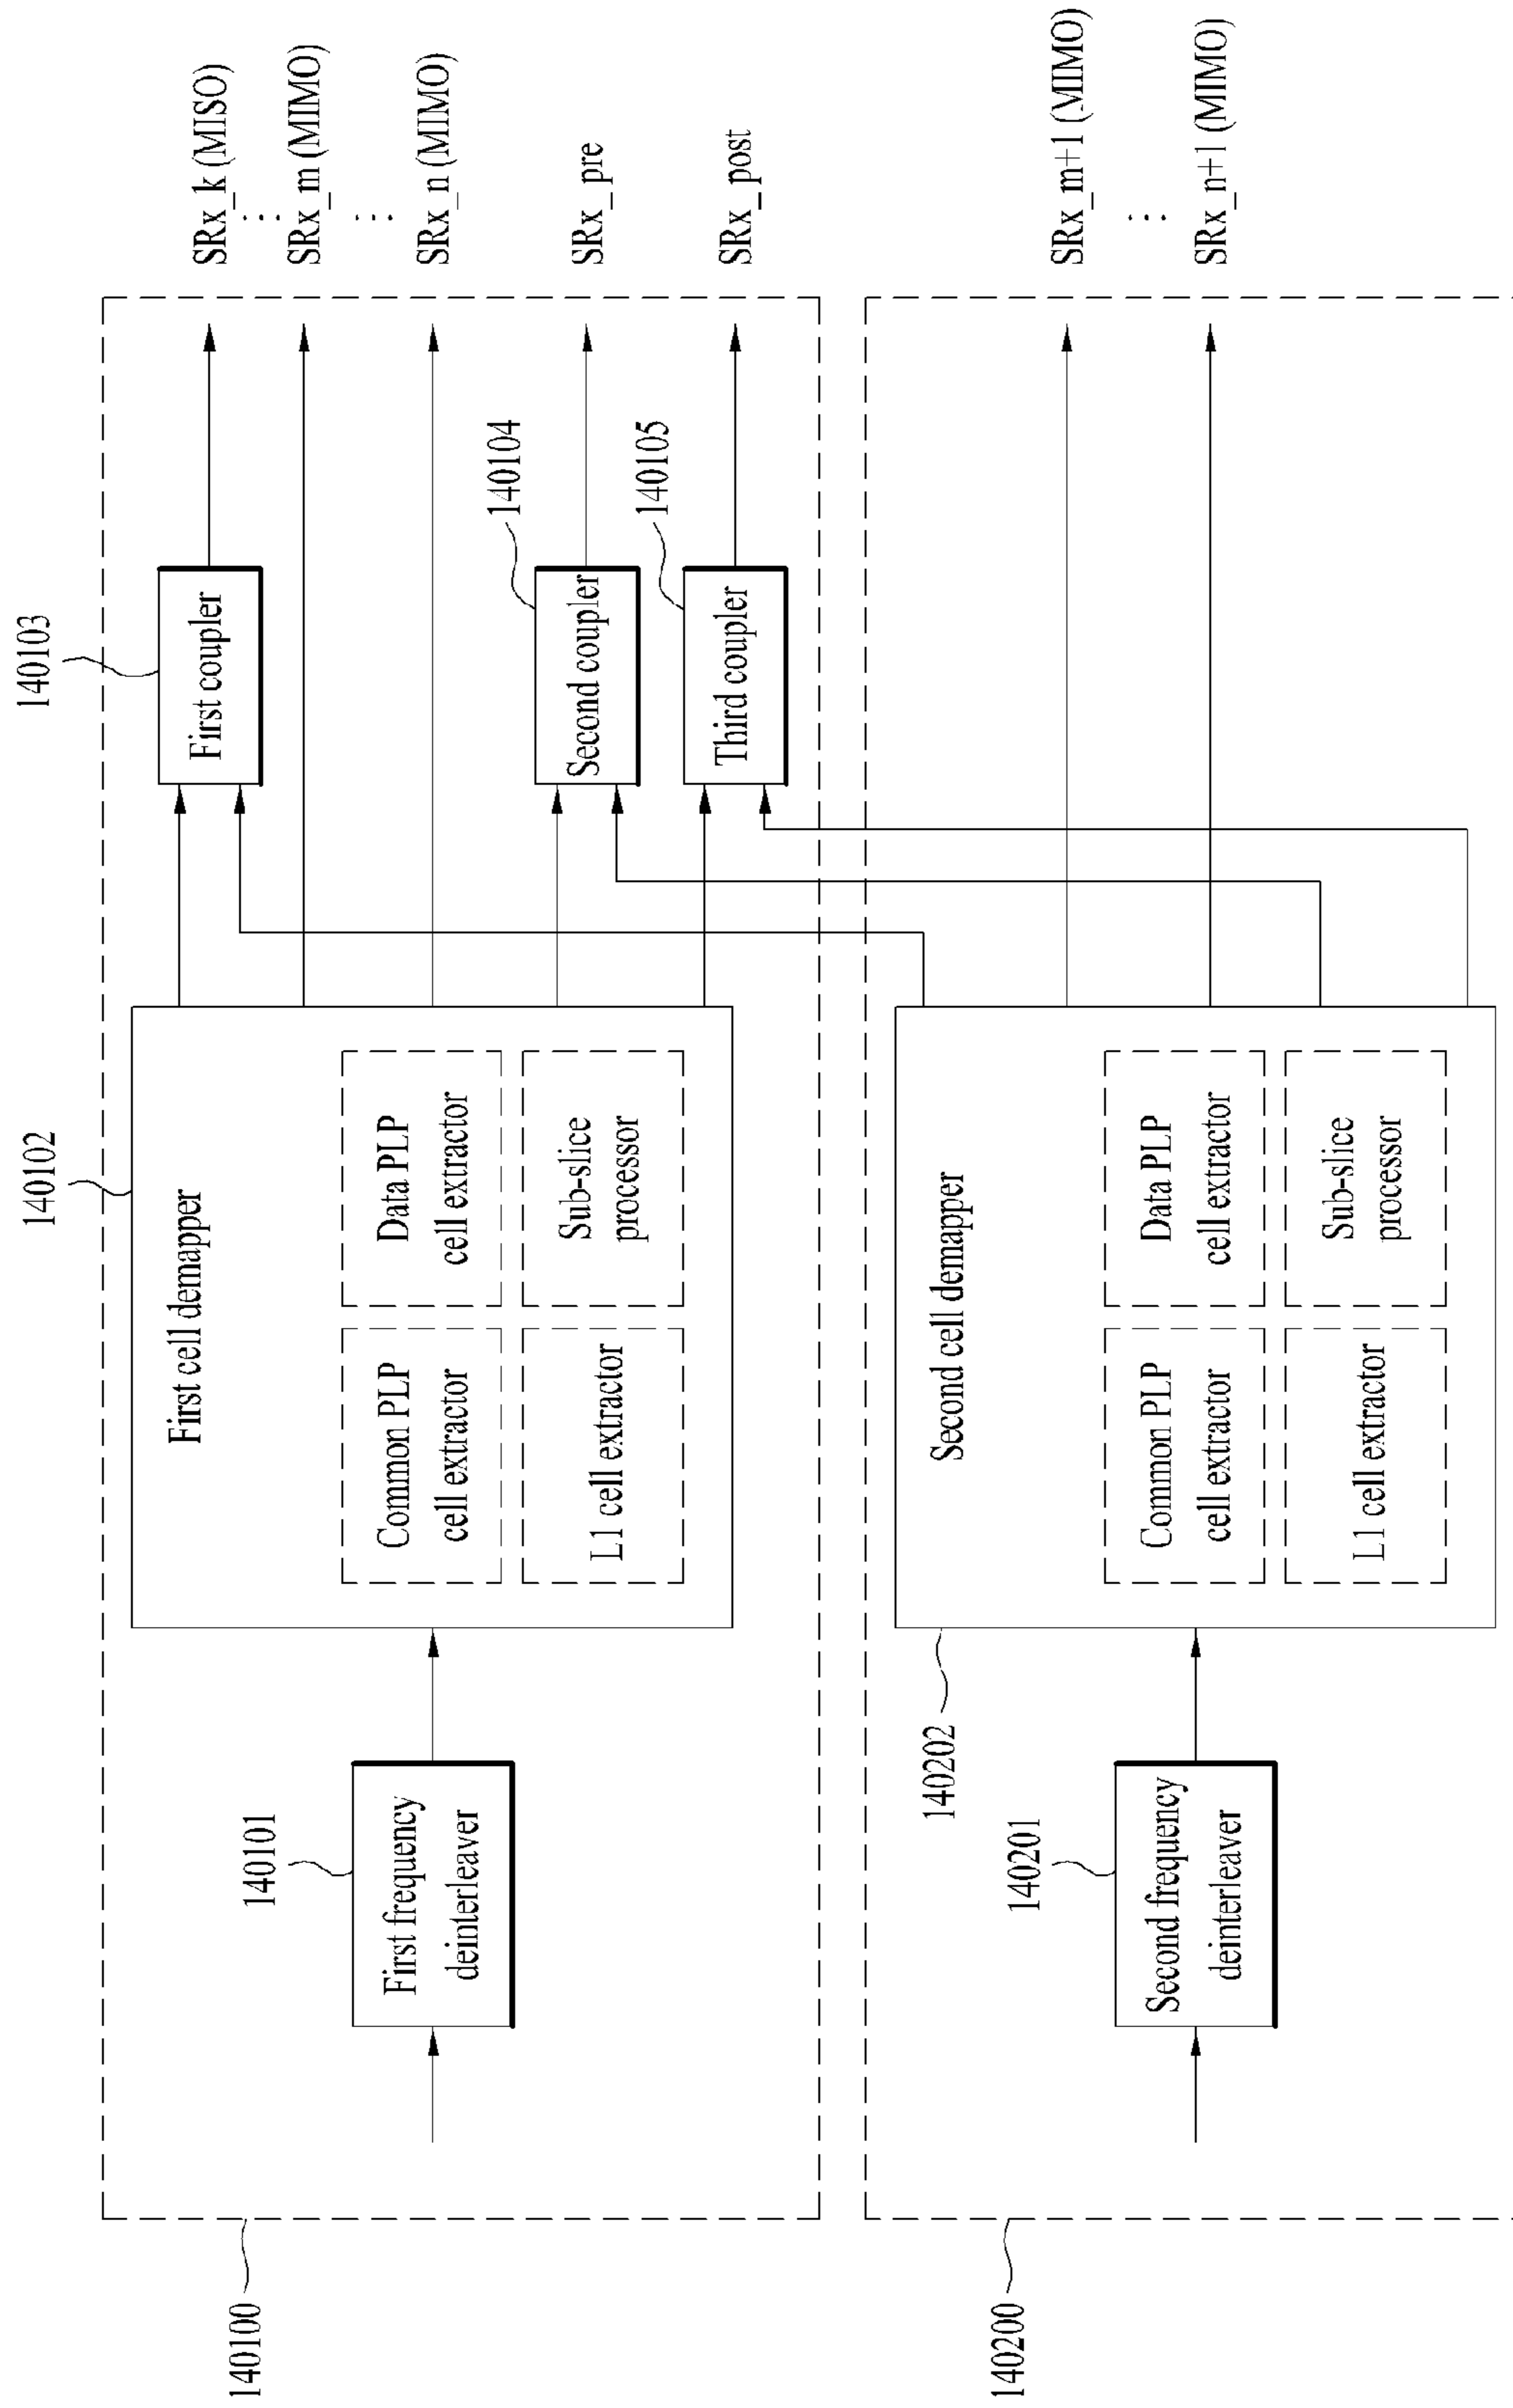 140100
140101
First frequency
deinterleaver
140102
First cell demapper
Common PLP
cell extractor
Data PLP
cell extractor
L1 cell extractor
Sub-slice
processor
140103
First coupler
140104
Second coupler
140105
Third coupler
SRx_k (MISO)
⋮
SRx_m (MIMO)
⋮
SRx_n (MIMO)
SRx_pre
SRx_post
140200
140201
Second frequency
deinterleaver
140202
Second cell demapper
Common PLP
cell extractor
Data PLP
cell extractor
L1 cell extractor
Sub-slice
processor
SRx_m+1 (MIMO)
⋮
SRx_n+1 (MIMO)